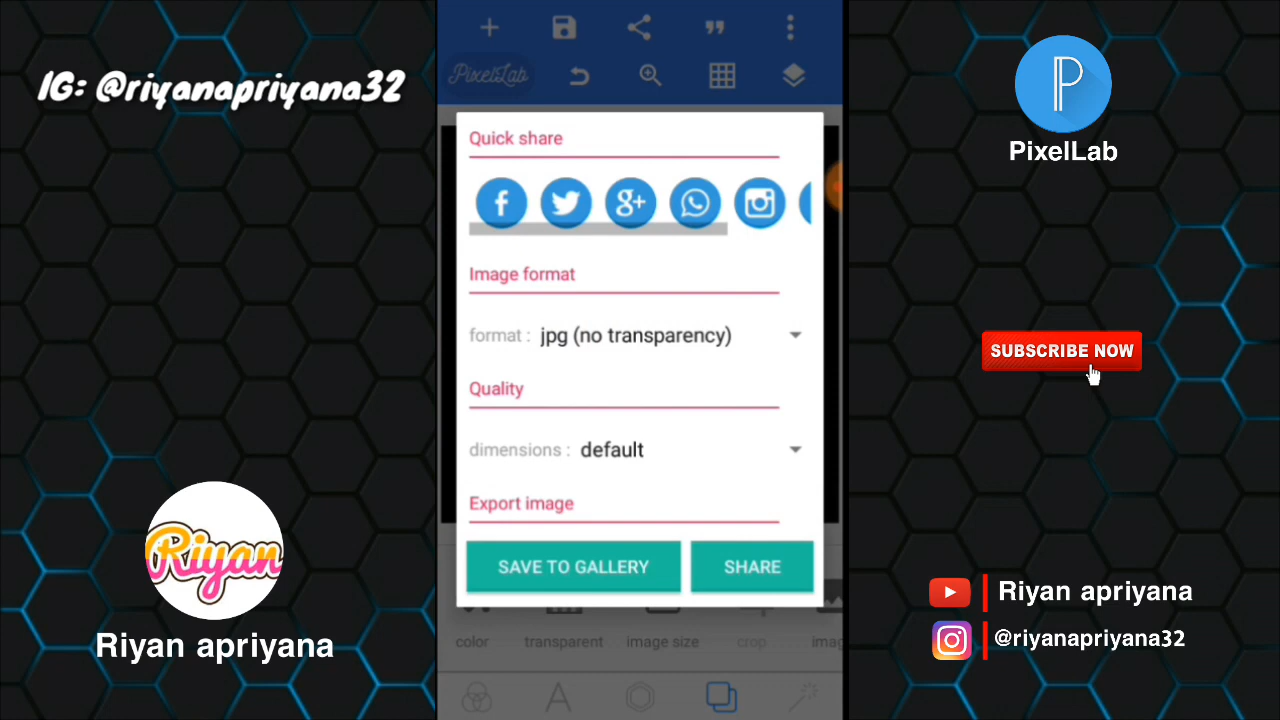 IG: @riyanapriyana32
PixelLab
Quick share
Image format
format : jpg (no transparency)
Quality
dimensions : default
Export image
SAVE TO GALLERY
SHARE
color
transparent
image size
crop
imag
Riyan
Riyan apriyana
P
PixelLab
SUBSCRIBE NOW
Riyan apriyana
@riyanapriyana32